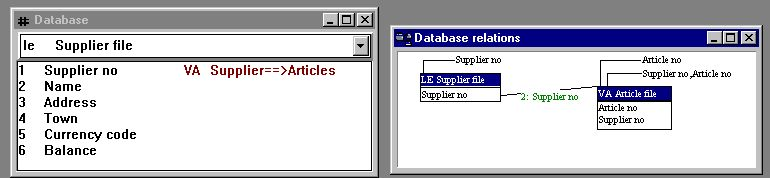 Database
le Supplier file
1 Supplier no VA Supplier==>Articles
2 Name
3 Address
4 Town
5 Currency code
6 Balance
Database relations
Supplier no
LE Supplier file
Supplier no
2: Supplier no
Article no
Supplier no,Article no
VA Article file
Article no
Supplier no